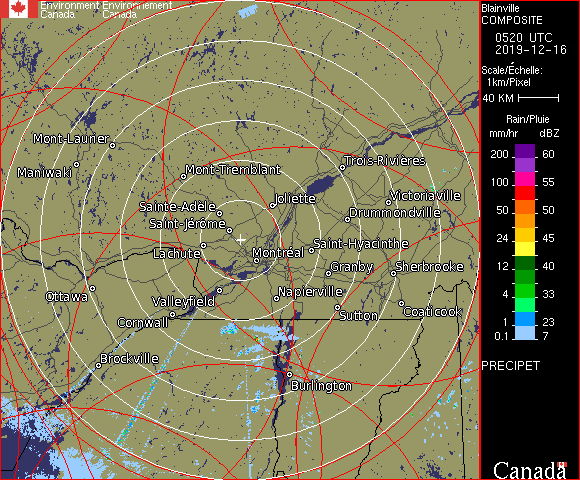 Environment Environnement
Canada Canada
Blainville
COMPOSITE
0520 UTC
2019-12-16
Scale/Échelle:
1km/Pixel
40 KM
Rain/Pluie
mm/hr dBZ
200 60
150 57
100 55
50 50
24 45
12 40
4 33
1 23
0.1 7
PRECIPET
Mont-Laurier
Maniwaki
Mont-Tremblant
Trois-Rivières
Joliette
Victoriaville
Sainte-Adèle
Drummondville
Saint-Jérôme
Lachute
Montréal
Saint-Hyacinthe
Granby
Sherbrooke
Ottawa
Valleyfield
Napierville
Cornwall
Sutton
Coaticook
Brockville
Burlington
Canada